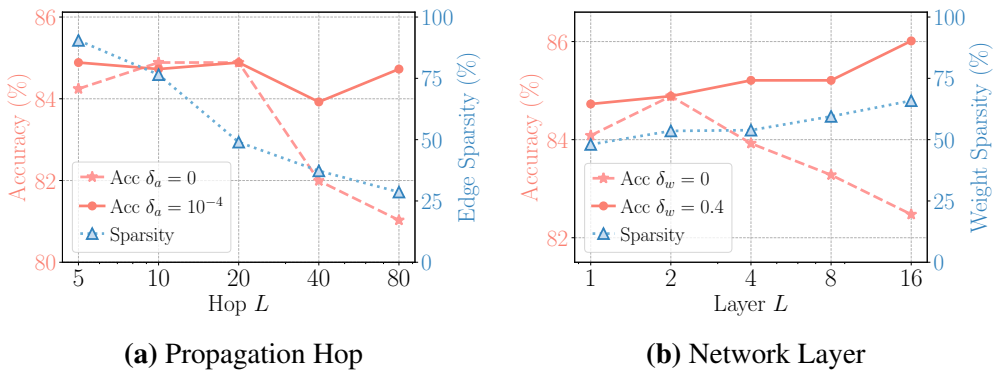 86
84
82
80
Accuracy (%)
Acc δₐ = 0
Acc δₐ = 10⁻⁴
Sparsity
5 10 20 40 80
Hop L
100
75
50
25
0
Edge Sparsity (%)
(a) Propagation Hop
86
84
82
Accuracy (%)
Acc δ_w = 0
Acc δ_w = 0.4
Sparsity
1 2 4 8 16
Layer L
100
75
50
25
0
Weight Sparsity (%)
(b) Network Layer